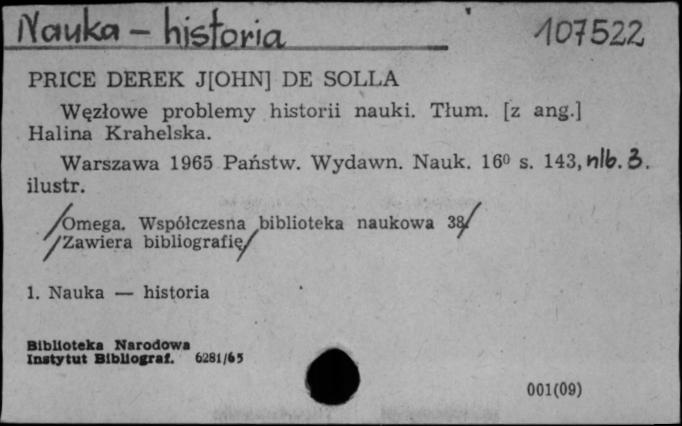 Nauka – historia 107522
PRICE DEREK J[OHN] DE SOLLA
Węzłowe problemy historii nauki. Tłum. [z ang.]
Halina Krahelska.
Warszawa 1965 Państw. Wydawn. Nauk. 16⁰ s. 143, nlb. 3.
ilustr.
/Omega. Współczesna biblioteka naukowa 38/
/Zawiera bibliografię/
1. Nauka — historia
Biblioteka Narodowa
Instytut Bibliograf. 6281/65
001(09)